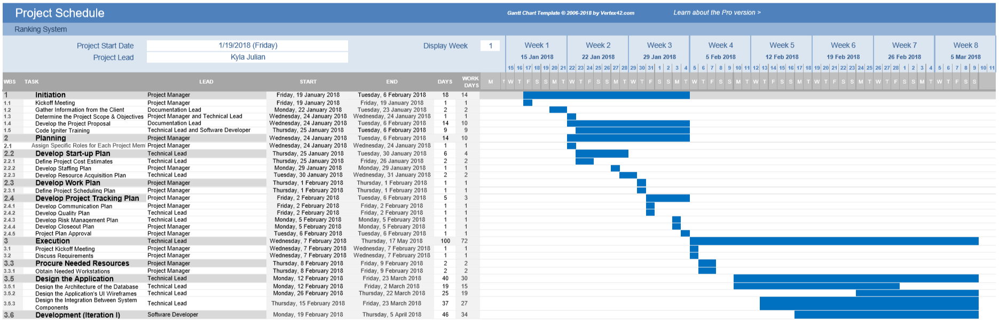 Project Schedule Gantt Chart Template © 2006-2018 by Vertex42.com Learn about the Pro version >
Ranking System
Project Start Date 1/19/2018 (Friday) Display Week 1 Week 1 Week 2 Week 3 Week 4 Week 5 Week 6 Week 7 Week 8
Project Lead Kyla Julian 15 Jan 2018 22 Jan 2018 29 Jan 2018 5 Feb 2018 12 Feb 2018 19 Feb 2018 26 Feb 2018 5 Mar 2018
15 16 17 18 19 20 21 22 23 24 25 26 27 28 29 30 31 1 2 3 4 5 6 7 8 9 10 11 12 13 14 15 16 17 18 19 20 21 22 23 24 25 26 27 28 1 2 3 4 5 6 7 8 9 10 11
WBS TASK LEAD START END DAYS WORK DAYS M T W T F S S M T W T F S S M T W T F S S M T W T F S S M T W T F S S M T W T F S S M T W T F S S M T W T F S S
1 Initiation Project Manager Friday, 19 January 2018 Tuesday, 6 February 2018 18 14
1.1 Kickoff Meeting Project Manager Friday, 19 January 2018 Friday, 19 January 2018 1 1
1.2 Gather Information from the Client Documentation Lead Monday, 22 January 2018 Tuesday, 23 January 2018 2 2
1.3 Determine the Project Scope & Objectives Project Manager and Technical Lead Wednesday, 24 January 2018 Wednesday, 24 January 2018 1 1
1.4 Develop the Project Proposal Documentation Lead Wednesday, 24 January 2018 Tuesday, 6 February 2018 14 10
1.5 Code Igniter Training Technical Lead and Software Developer Thursday, 25 January 2018 Tuesday, 6 February 2018 9 9
2 Planning Project Manager Wednesday, 24 January 2018 Tuesday, 6 February 2018 14 10
2.1 Assign Specific Roles for Each Project Mem Project Manager Wednesday, 24 January 2018 Wednesday, 24 January 2018 1 1
2.2 Develop Start-up Plan Technical Lead Thursday, 25 January 2018 Tuesday, 30 January 2018 6 4
2.2.1 Define Project Cost Estimates Technical Lead Thursday, 25 January 2018 Friday, 26 January 2018 2 2
2.2.2 Develop Staffing Plan Project Manager Monday, 29 January 2018 Monday, 29 January 2018 1 1
2.2.3 Develop Resource Acquisition Plan Technical Lead Tuesday, 30 January 2018 Wednesday, 31 January 2018 2 2
2.3 Develop Work Plan Project Manager Thursday, 1 February 2018 Thursday, 1 February 2018 1 1
2.3.1 Define Project Scheduling Plan Project Manager Thursday, 1 February 2018 Thursday, 1 February 2018 1 1
2.4 Develop Project Tracking Plan Project Manager Friday, 2 February 2018 Tuesday, 6 February 2018 5 3
2.4.1 Develop Communication Plan Project Manager Friday, 2 February 2018 Friday, 2 February 2018 1 1
2.4.2 Develop Quality Plan Technical Lead Friday, 2 February 2018 Friday, 2 February 2018 1 1
2.4.3 Develop Risk Management Plan Technical Lead Monday, 5 February 2018 Monday, 5 February 2018 1 1
2.4.4 Develop Closeout Plan Project Manager Monday, 5 February 2018 Monday, 5 February 2018 1 1
2.4.5 Project Plan Approval Project Manager Tuesday, 6 February 2018 Tuesday, 6 February 2018 1 1
3 Execution Technical Lead Wednesday, 7 February 2018 Thursday, 17 May 2018 100 72
3.1 Project Kickoff Meeting Project Manager Wednesday, 7 February 2018 Wednesday, 7 February 2018 1 1
3.2 Discuss Requirements Project Manager Wednesday, 7 February 2018 Wednesday, 7 February 2018 1 1
3.3 Procure Needed Resources Project Manager Thursday, 8 February 2018 Friday, 9 February 2018 2 2
3.3.1 Obtain Needed Workstations Project Manager Thursday, 8 February 2018 Friday, 9 February 2018 2 2
3.5 Design the Application Technical Lead Monday, 12 February 2018 Friday, 23 March 2018 40 30
3.5.1 Design the Architecture of the Database Technical Lead Monday, 12 February 2018 Friday, 2 March 2018 19 15
3.5.2 Design the Application's UI Wireframes Technical Lead Monday, 26 February 2018 Thursday, 22 March 2018 25 19
3.5.3 Design the Integration Between System Components Technical Lead Thursday, 15 February 2018 Friday, 23 March 2018 37 27
3.6 Development (Iteration I) Software Developer Monday, 19 February 2018 Thursday, 5 April 2018 46 34